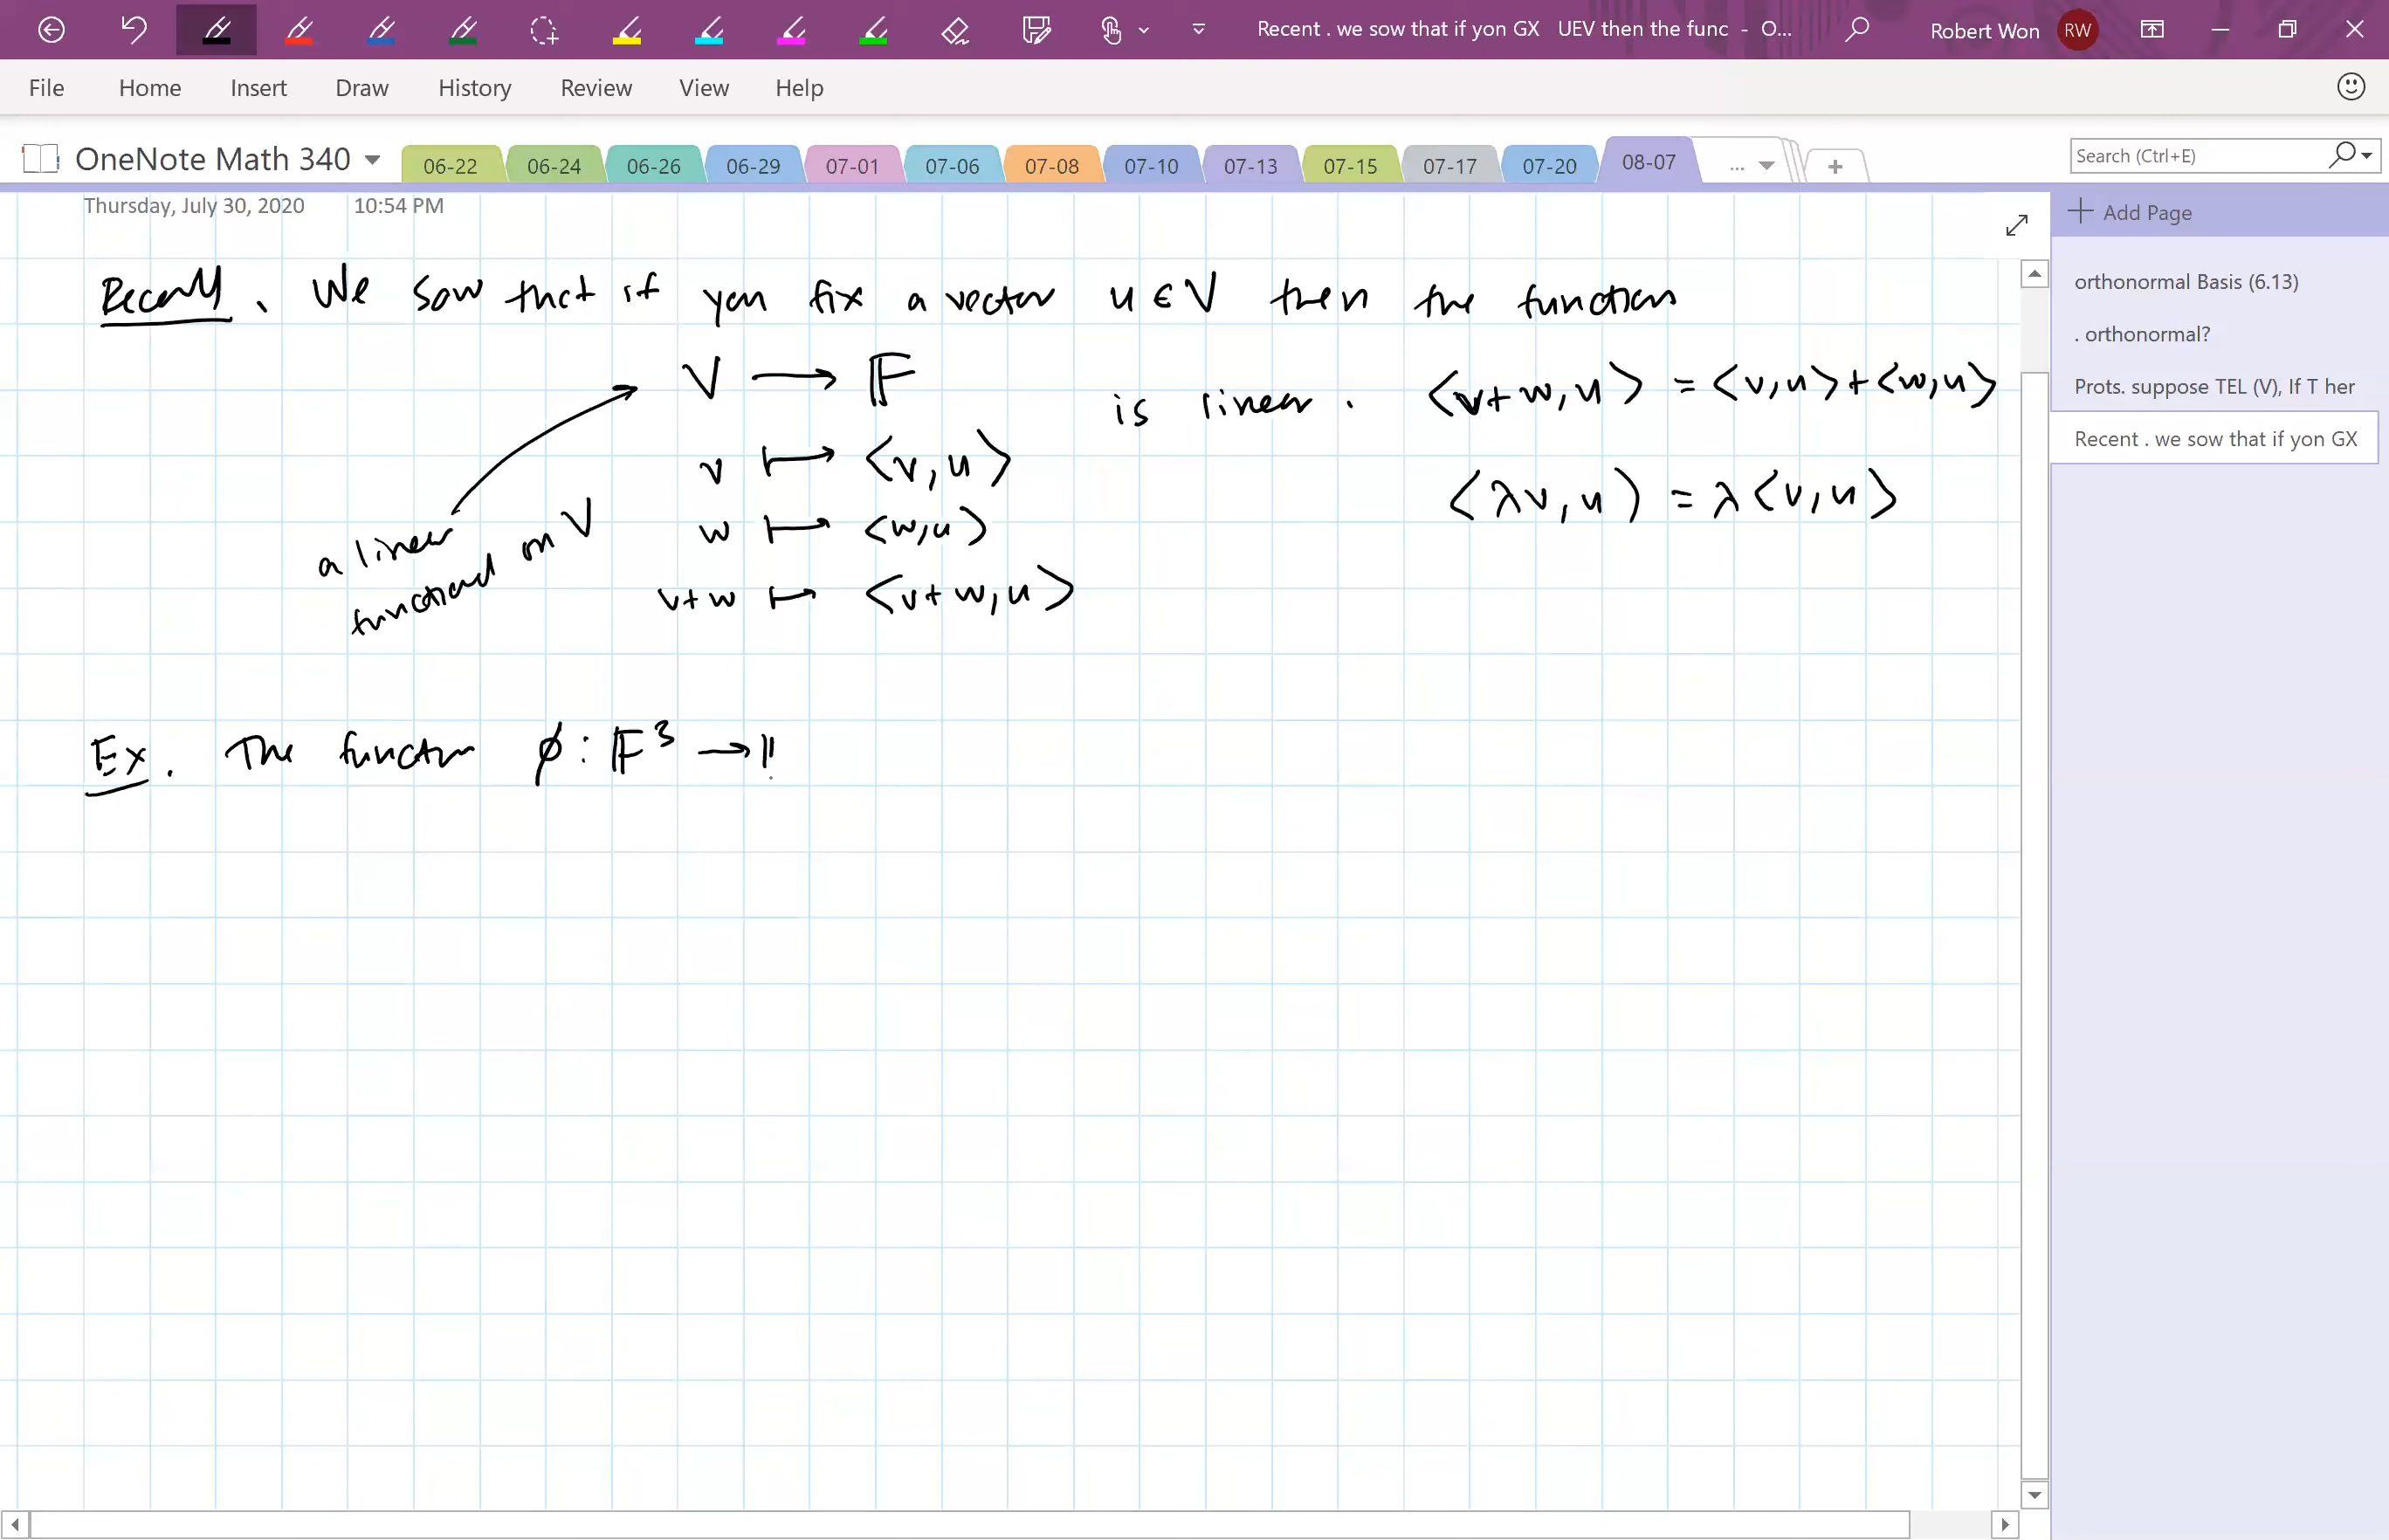 Recent . we sow that if yon GX UEV then the func - O...
Robert Won RW
File Home Insert Draw History Review View Help
OneNote Math 340
06-22 06-24 06-26 06-29 07-01 07-06 07-08 07-10 07-13 07-15 07-17 07-20 08-07 ...
Search (Ctrl+E)
Thursday, July 30, 2020 10:54 PM
Recall. We saw that if you fix a vector u ∈ V then the function
V → 𝔽 is linear. <v+w, u> = <v,u> + <w,u>
v ↦ <v, u>
<λv, u> = λ<v, u>
w ↦ <w,u>
v+w ↦ <v+w, u>
a linear
functional on V
Ex. The function ϕ: 𝔽³ →
Add Page
orthonormal Basis (6.13)
. orthonormal?
Prots. suppose TEL (V), If T her
Recent . we sow that if yon GX